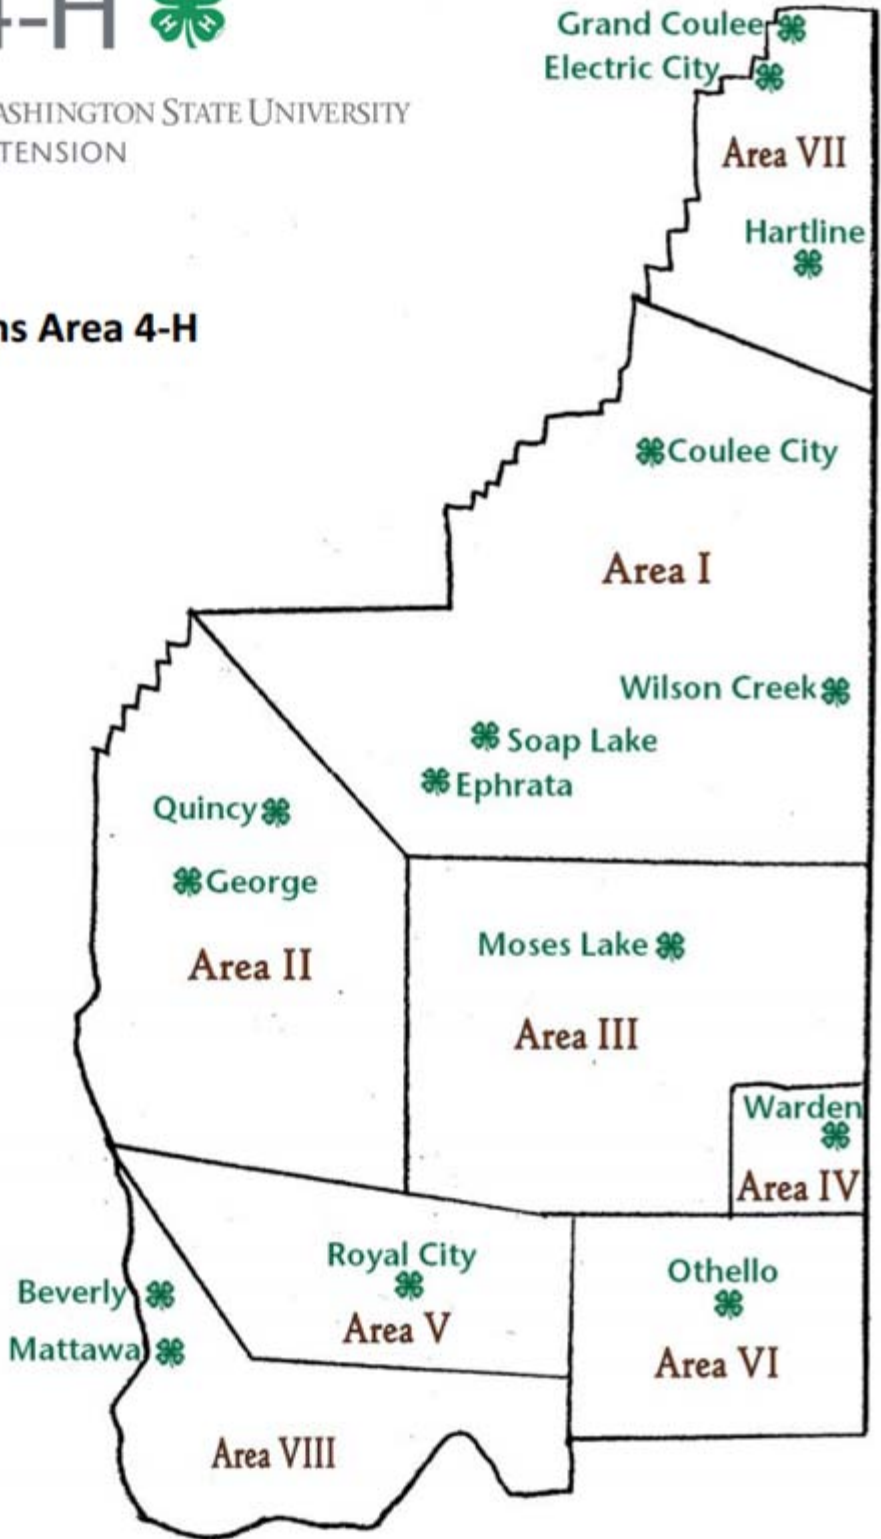 4-H
H H
ASHINGTON STATE UNIVERSITY
TENSION
ns Area 4-H
Grand Coulee
Electric City
Area VII
Hartline
Coulee City
Area I
Wilson Creek
Soap Lake
Ephrata
Quincy
George
Area II
Moses Lake
Area III
Warden
Area IV
Royal City
Area V
Othello
Area VI
Beverly
Mattawa
Area VIII